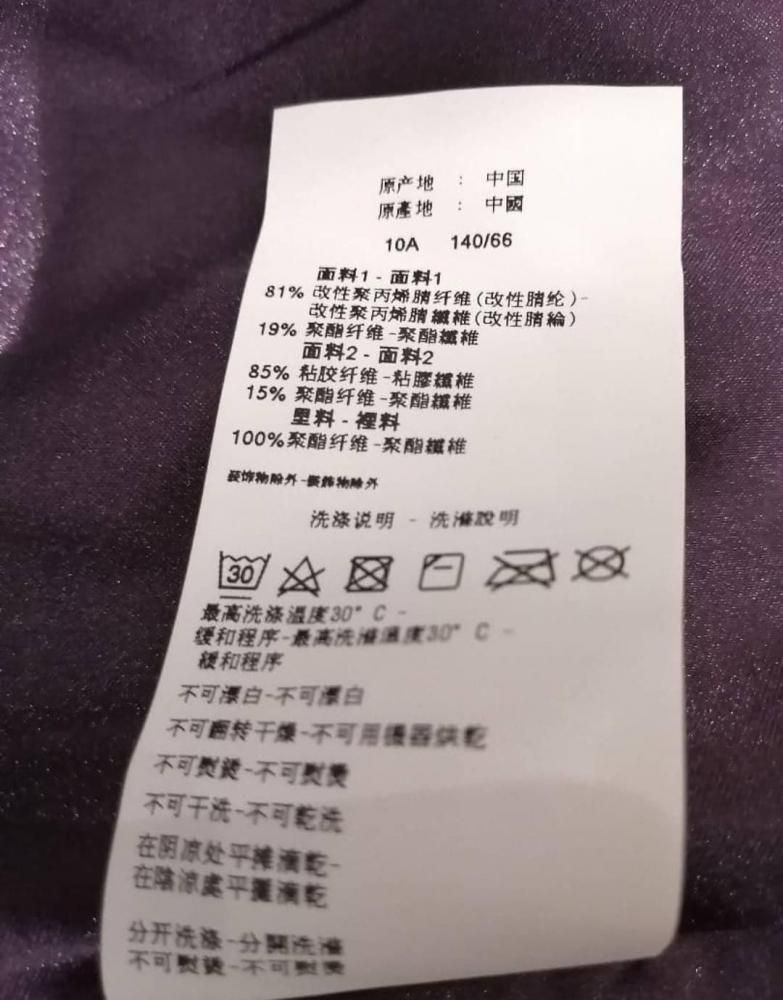 原产地 : 中国
原產地 : 中國
10A 140/66
面料1 - 面料1
81% 改性聚丙烯腈纤维(改性腈纶)-
改性聚丙烯腈纖維(改性腈綸)
19% 聚酯纤维-聚酯纖維
面料2 - 面料2
85% 粘胶纤维-粘膠纖維
15% 聚酯纤维-聚酯纖維
里料 - 裡料
100%聚酯纤维-聚酯纖維
装饰物除外-裝飾物除外
洗涤说明 - 洗滌說明
30
最高洗涤温度30° C -
缓和程序-最高洗滌溫度30° C -
緩和程序
不可漂白-不可漂白
不可翻转干燥-不可用機器烘乾
不可熨烫-不可熨燙
不可干洗-不可乾洗
在阴凉处平摊滴乾-
在陰涼處平攤滴乾
分开洗涤-分開洗滌
不可熨烫-不可熨燙